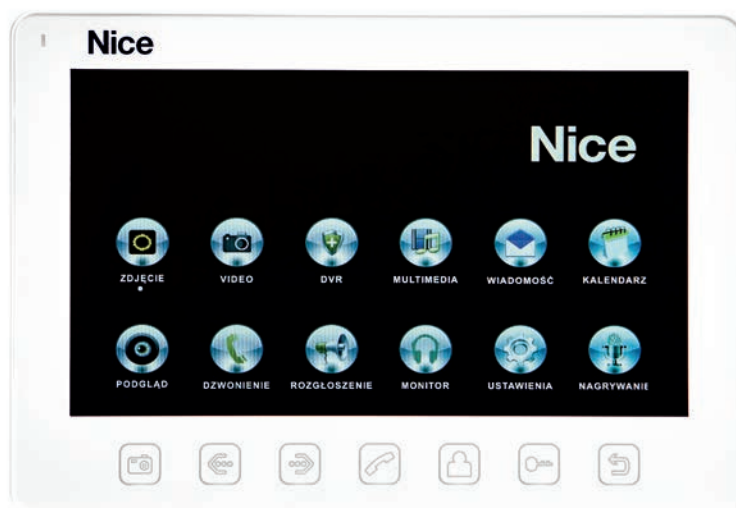 Nice
Nice
ZDJĘCIE VIDEO DVR MULTIMEDIA WIADOMOŚĆ KALENDARZ
PODGLĄD DZWONIENIE ROZGŁOSZENIE MONITOR USTAWIENIA NAGRYWANIE